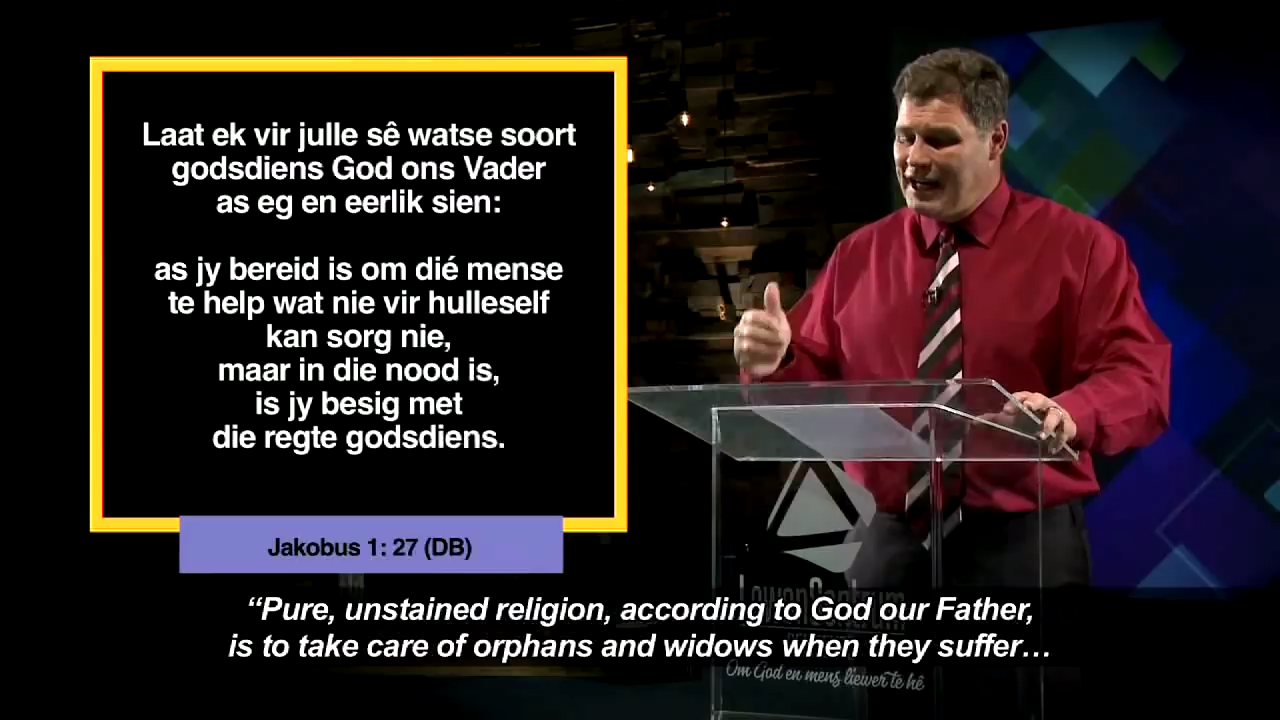 Laat ek vir julle sê watse soort
godsdiens God ons Vader
as eg en eerlik sien:
as jy bereid is om dié mense
te help wat nie vir hulleself
kan sorg nie,
maar in die nood is,
is jy besig met
die regte godsdiens.
Jakobus 1: 27 (DB)
“Pure, unstained religion, according to God our Father,
is to take care of orphans and widows when they suffer…
Om God en mens liewer te hê